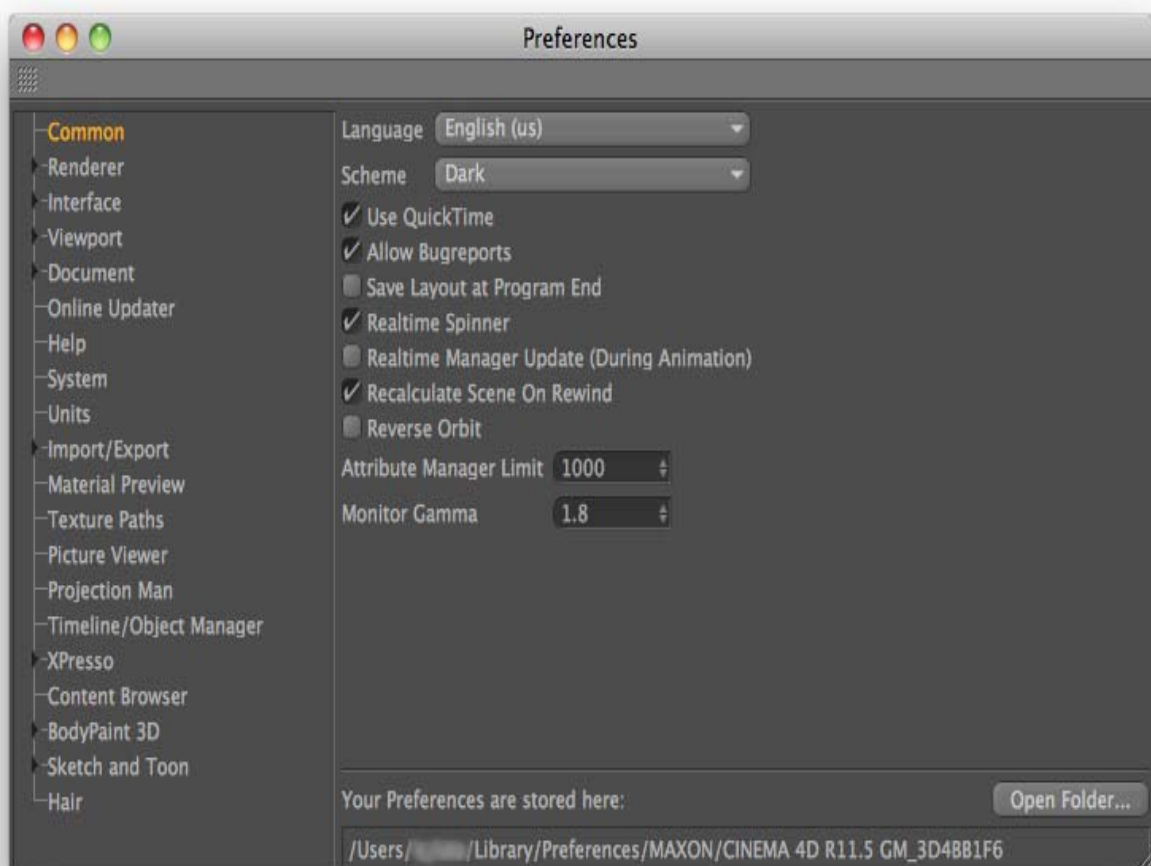 Preferences
Common
Renderer
Interface
Viewport
Document
Online Updater
Help
System
Units
Import/Export
Material Preview
Texture Paths
Picture Viewer
Projection Man
Timeline/Object Manager
XPresso
Content Browser
BodyPaint 3D
Sketch and Toon
Hair
Language English (us)
Scheme Dark
Use QuickTime
Allow Bugreports
Save Layout at Program End
Realtime Spinner
Realtime Manager Update (During Animation)
Recalculate Scene On Rewind
Reverse Orbit
Attribute Manager Limit 1000
Monitor Gamma 1.8
Your Preferences are stored here: Open Folder...
/Users/ /Library/Preferences/MAXON/CINEMA 4D R11.5 GM_3D4BB1F6